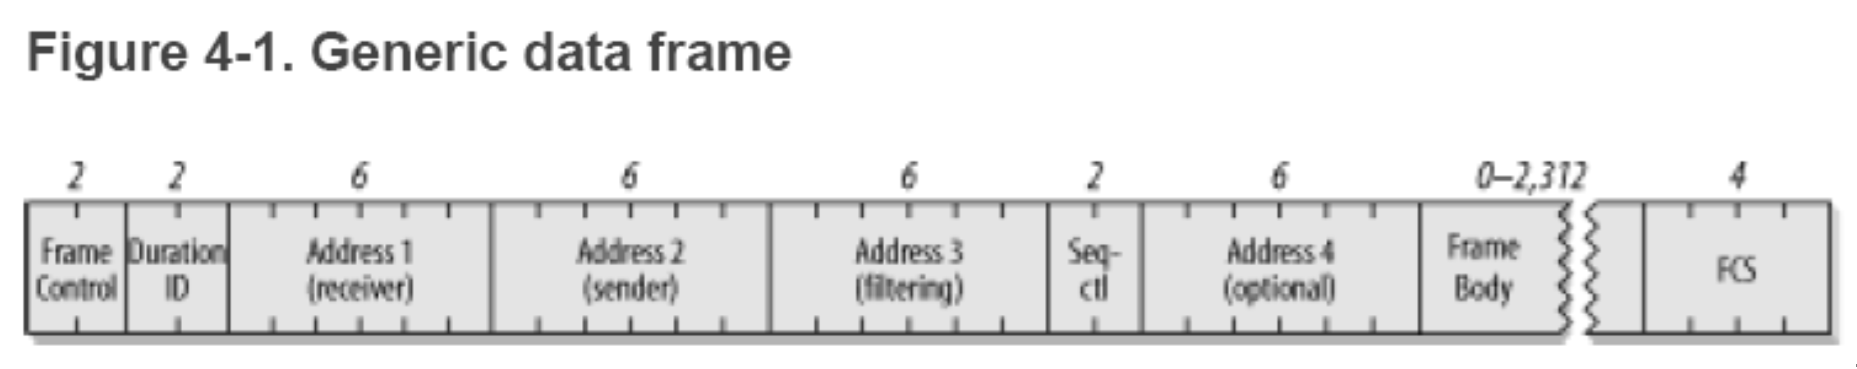 Figure 4-1. Generic data frame
2 2 6 6 6 2 6 0–2,312 4
Frame Control
Duration ID
Address 1
(receiver)
Address 2
(sender)
Address 3
(filtering)
Seq-
ctl
Address 4
(optional)
Frame
Body
FCS